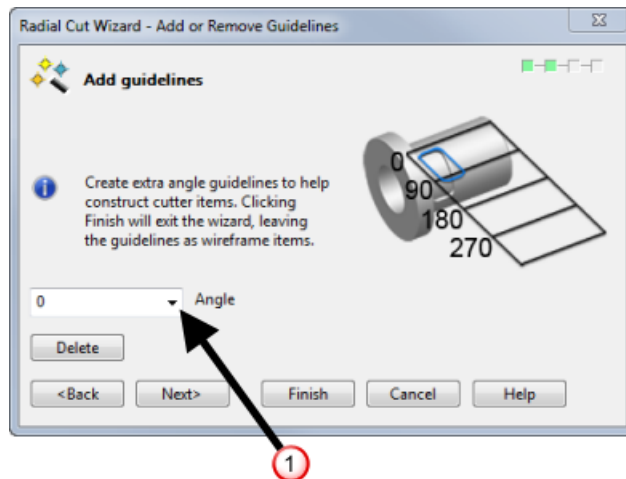 Radial Cut Wizard - Add or Remove Guidelines
Add guidelines
0
90
180
270
Create extra angle guidelines to help
construct cutter items. Clicking
Finish will exit the wizard, leaving
the guidelines as wireframe items.
0 Angle
Delete
<Back Next> Finish Cancel Help
1